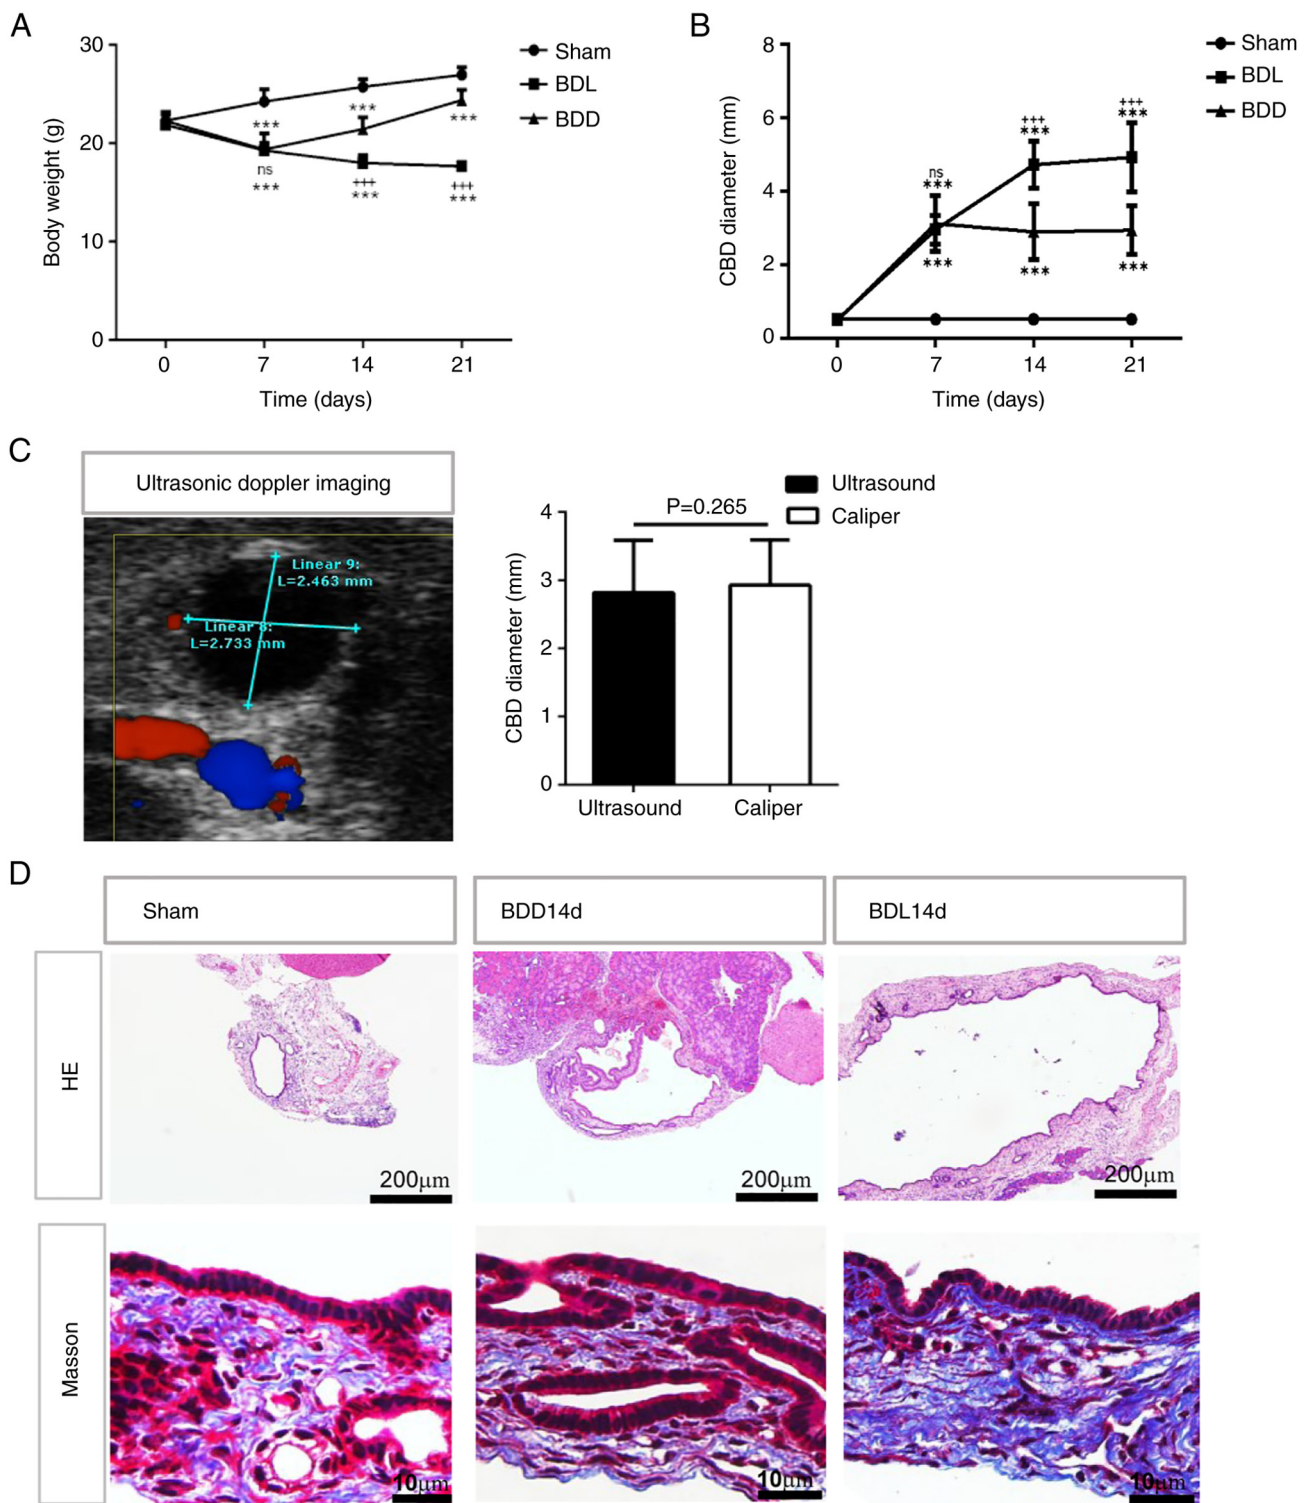 A
30
20
10
0
Body weight (g)
0 7 14 21
Time (days)
Sham
BDL
BDD
*** *** ***
ns +++ +++
*** *** ***
B
8
6
4
2
0
CBD diameter (mm)
0 7 14 21
Time (days)
Sham
BDL
BDD
ns +++ +++
*** *** ***
*** *** ***
C
Ultrasonic doppler imaging
Linear 9:
L=2.463 mm
Linear 8:
L=2.733 mm
Ultrasound
Caliper
P=0.265
4
3
2
1
0
CBD diameter (mm)
Ultrasound Caliper
D
Sham BDD14d BDL14d
HE
200μm 200μm 200μm
Masson
10μm 10μm 10μm